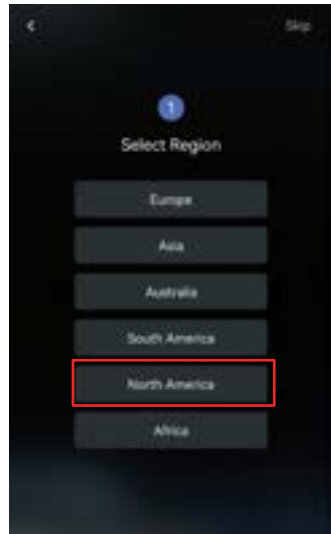 Skip
1
Select Region
Europe
Asia
Australia
South America
North America
Africa